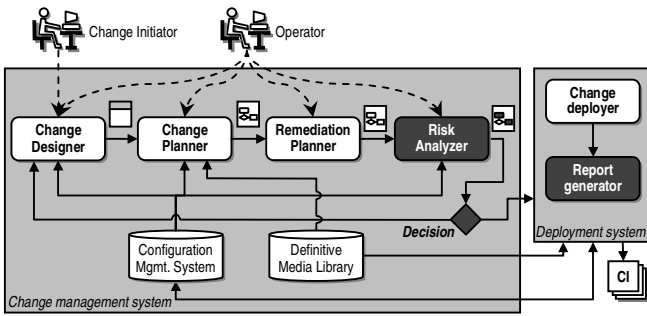 Change Initiator
Operator
Change
Designer
Change
Planner
Remediation
Planner
Risk
Analyzer
Change
deployer
Report
generator
Decision
Deployment system
Configuration
Mgmt. System
Definitive
Media Library
CI
Change management system